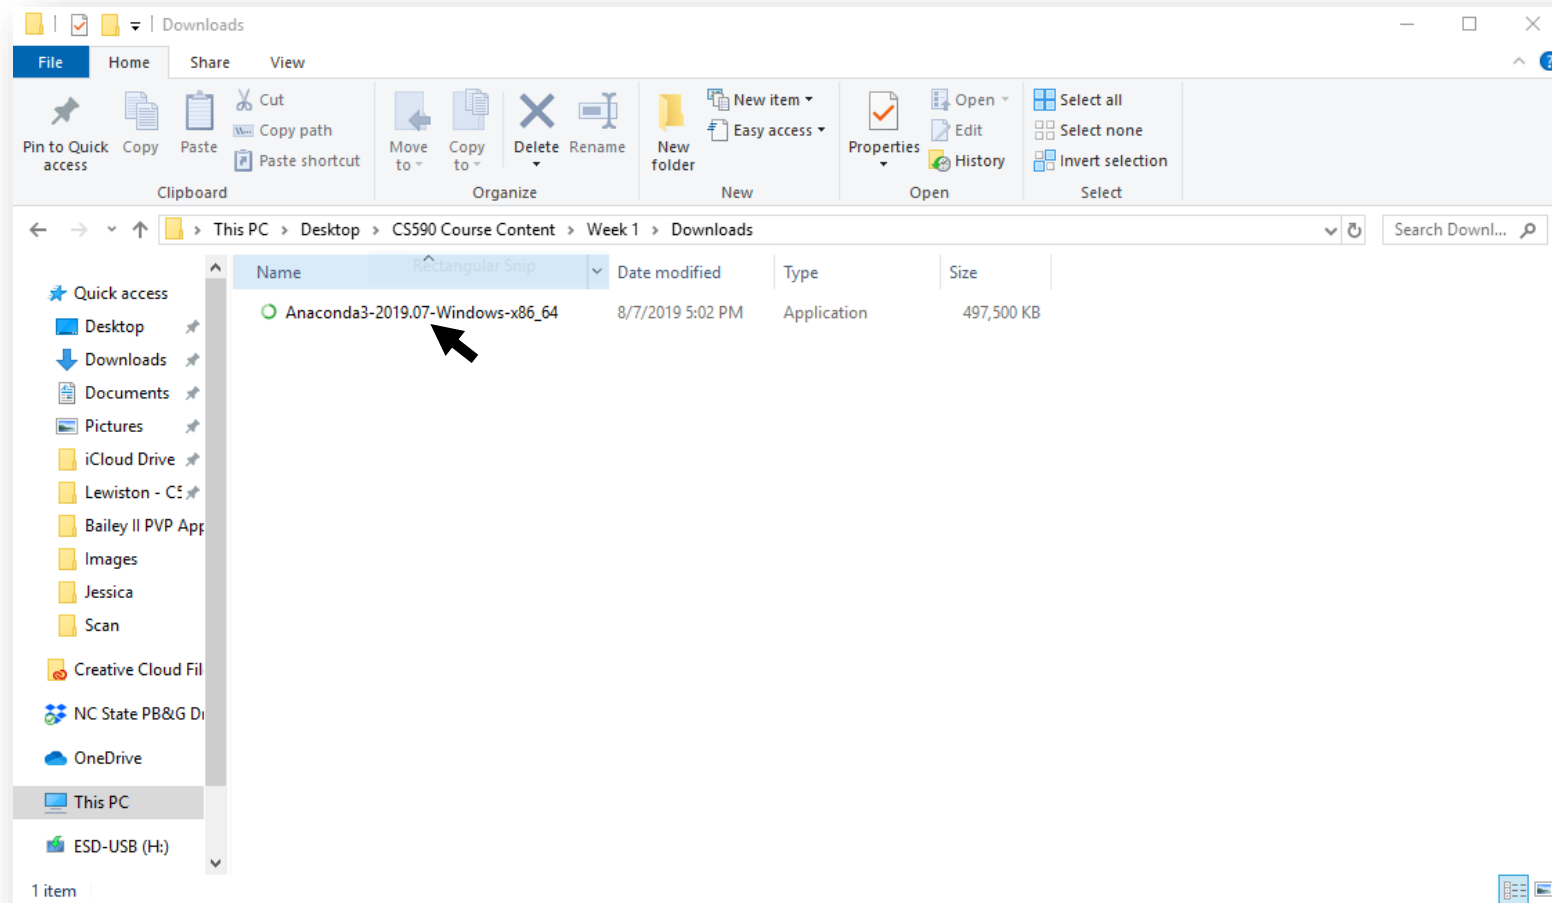 Downloads
File Home Share View
Pin to Quick access
Copy
Paste
Cut
Copy path
Paste shortcut
Clipboard
Move to
Copy to
Delete
Rename
Organize
New folder
New item
Easy access
New
Properties
Open
Edit
History
Open
Select all
Select none
Invert selection
Select
This PC > Desktop > CS590 Course Content > Week 1 > Downloads
Search Downl...
Name Date modified Type Size
Rectangular Snip
Anaconda3-2019.07-Windows-x86_64 8/7/2019 5:02 PM Application 497,500 KB
Quick access
Desktop
Downloads
Documents
Pictures
iCloud Drive
Lewiston - C
Bailey II PVP App
Images
Jessica
Scan
Creative Cloud Fil
NC State PB&G Dr
OneDrive
This PC
ESD-USB (H:)
1 item